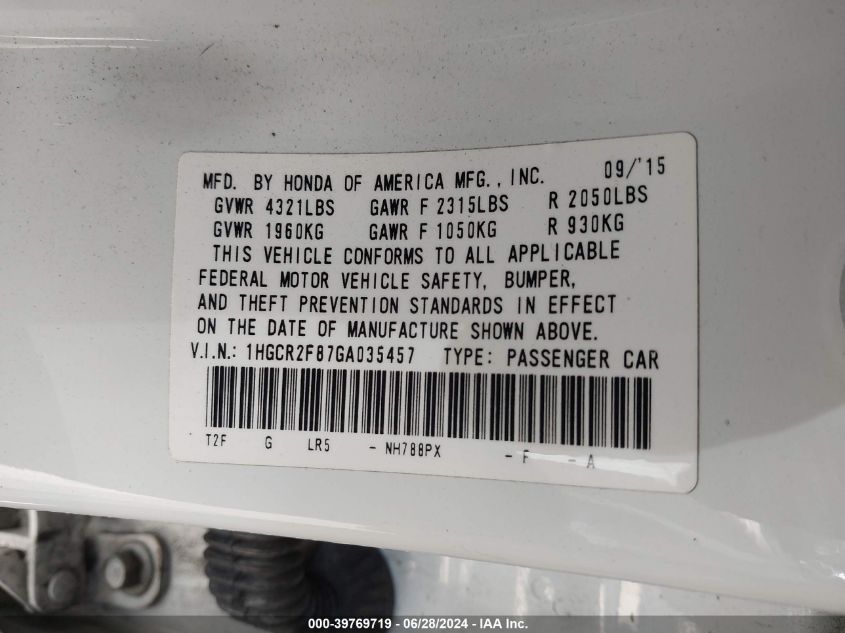 MFD. BY HONDA OF AMERICA MFG., INC. 09/'15
GVWR 4321LBS GAWR F 2315LBS R 2050LBS
GVWR 1960KG GAWR F 1050KG R 930KG
THIS VEHICLE CONFORMS TO ALL APPLICABLE
FEDERAL MOTOR VEHICLE SAFETY, BUMPER,
AND THEFT PREVENTION STANDARDS IN EFFECT
ON THE DATE OF MANUFACTURE SHOWN ABOVE.
V.I.N.: 1HGCR2F87GA035457 TYPE: PASSENGER CAR
T2F G LR5 - NH788PX - F - A
000-39769719 / 06/28/2024 - IAA Inc.